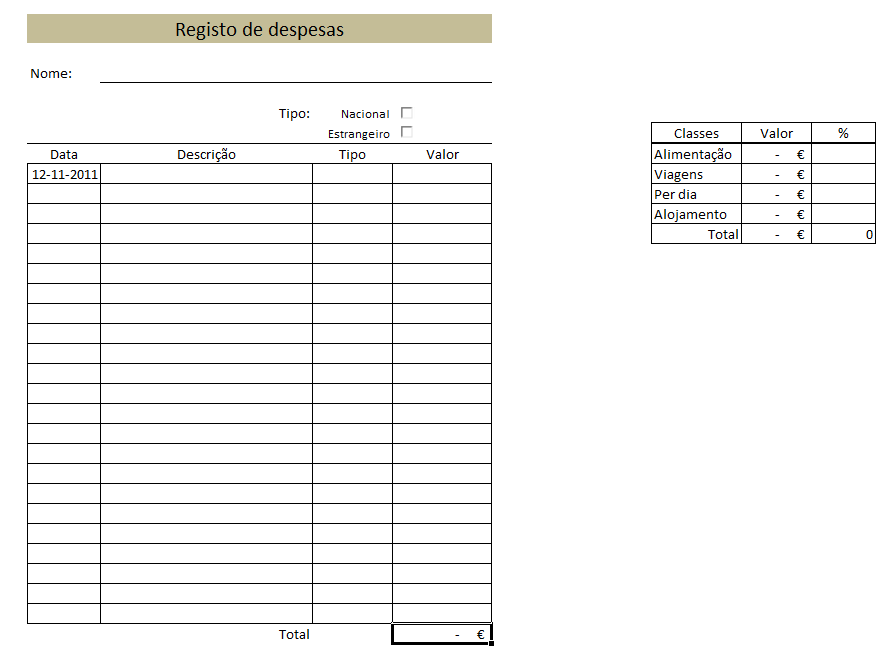 Registo de despesas
Nome:
Tipo: Nacional
Estrangeiro
Data Descrição Tipo Valor
12-11-2011
Total - €
Classes Valor %
Alimentação - €
Viagens - €
Per dia - €
Alojamento - €
Total - € 0